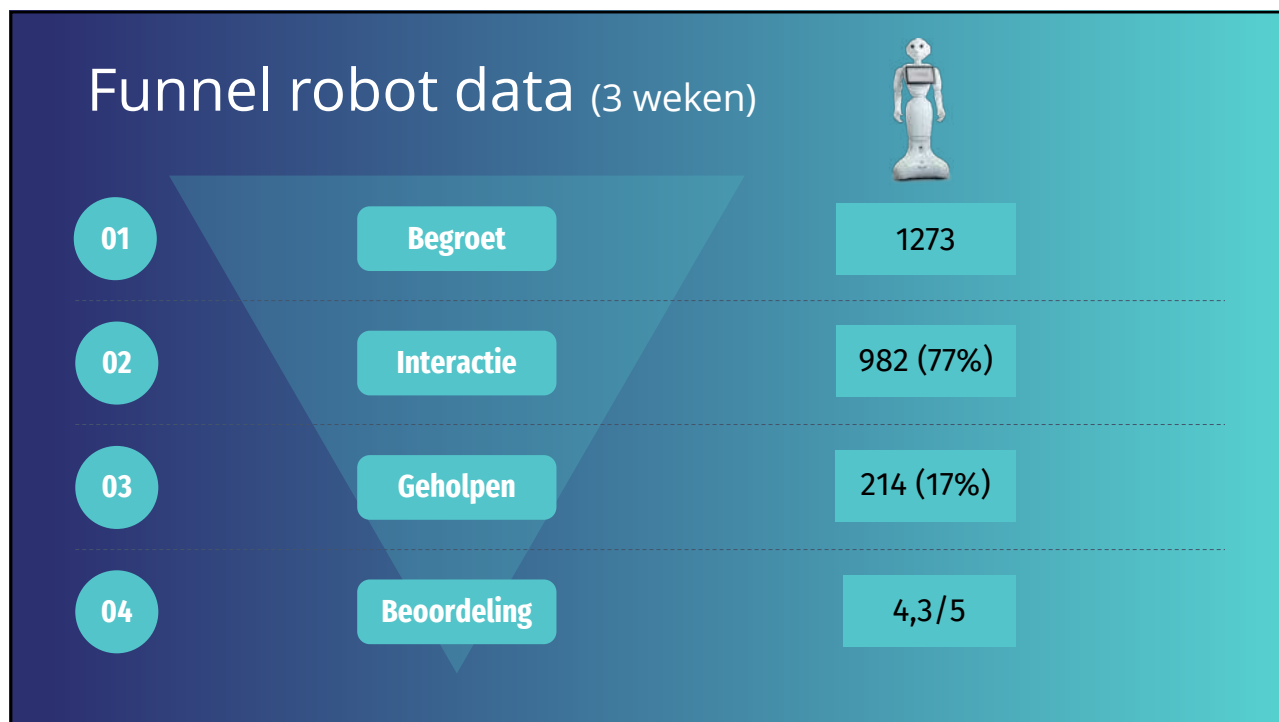 Funnel robot data (3 weken)
01 Begroet 1273
02 Interactie 982 (77%)
03 Geholpen 214 (17%)
04 Beoordeling 4,3/5